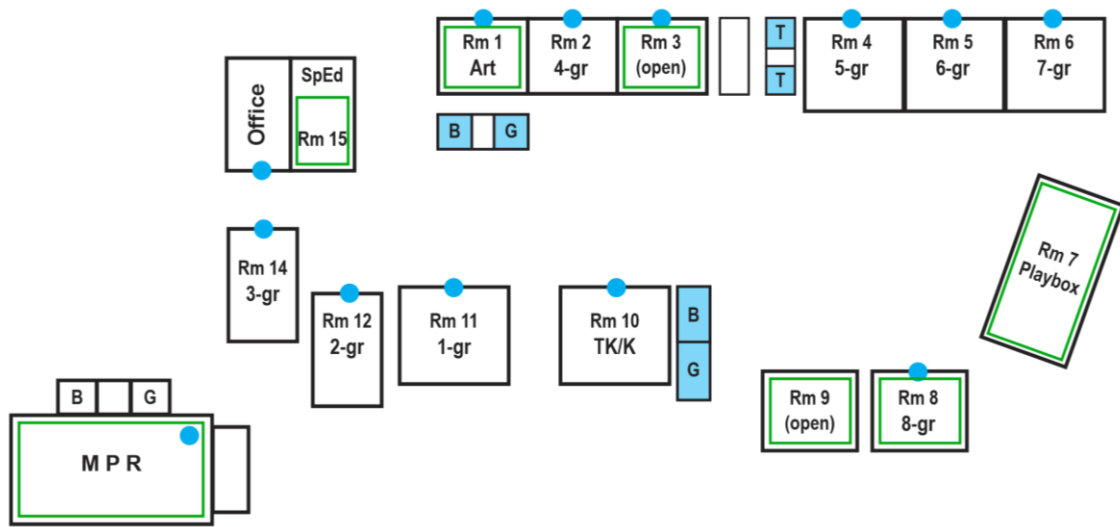 Rm 1
Art
Rm 2
4-gr
Rm 3
(open)
T
T
Rm 4
5-gr
Rm 5
6-gr
Rm 6
7-gr
Office
SpEd
Rm 15
B
G
Rm 7
Playbox
Rm 14
3-gr
Rm 12
2-gr
Rm 11
1-gr
Rm 10
TK/K
B
G
Rm 9
(open)
Rm 8
8-gr
B
G
MPR